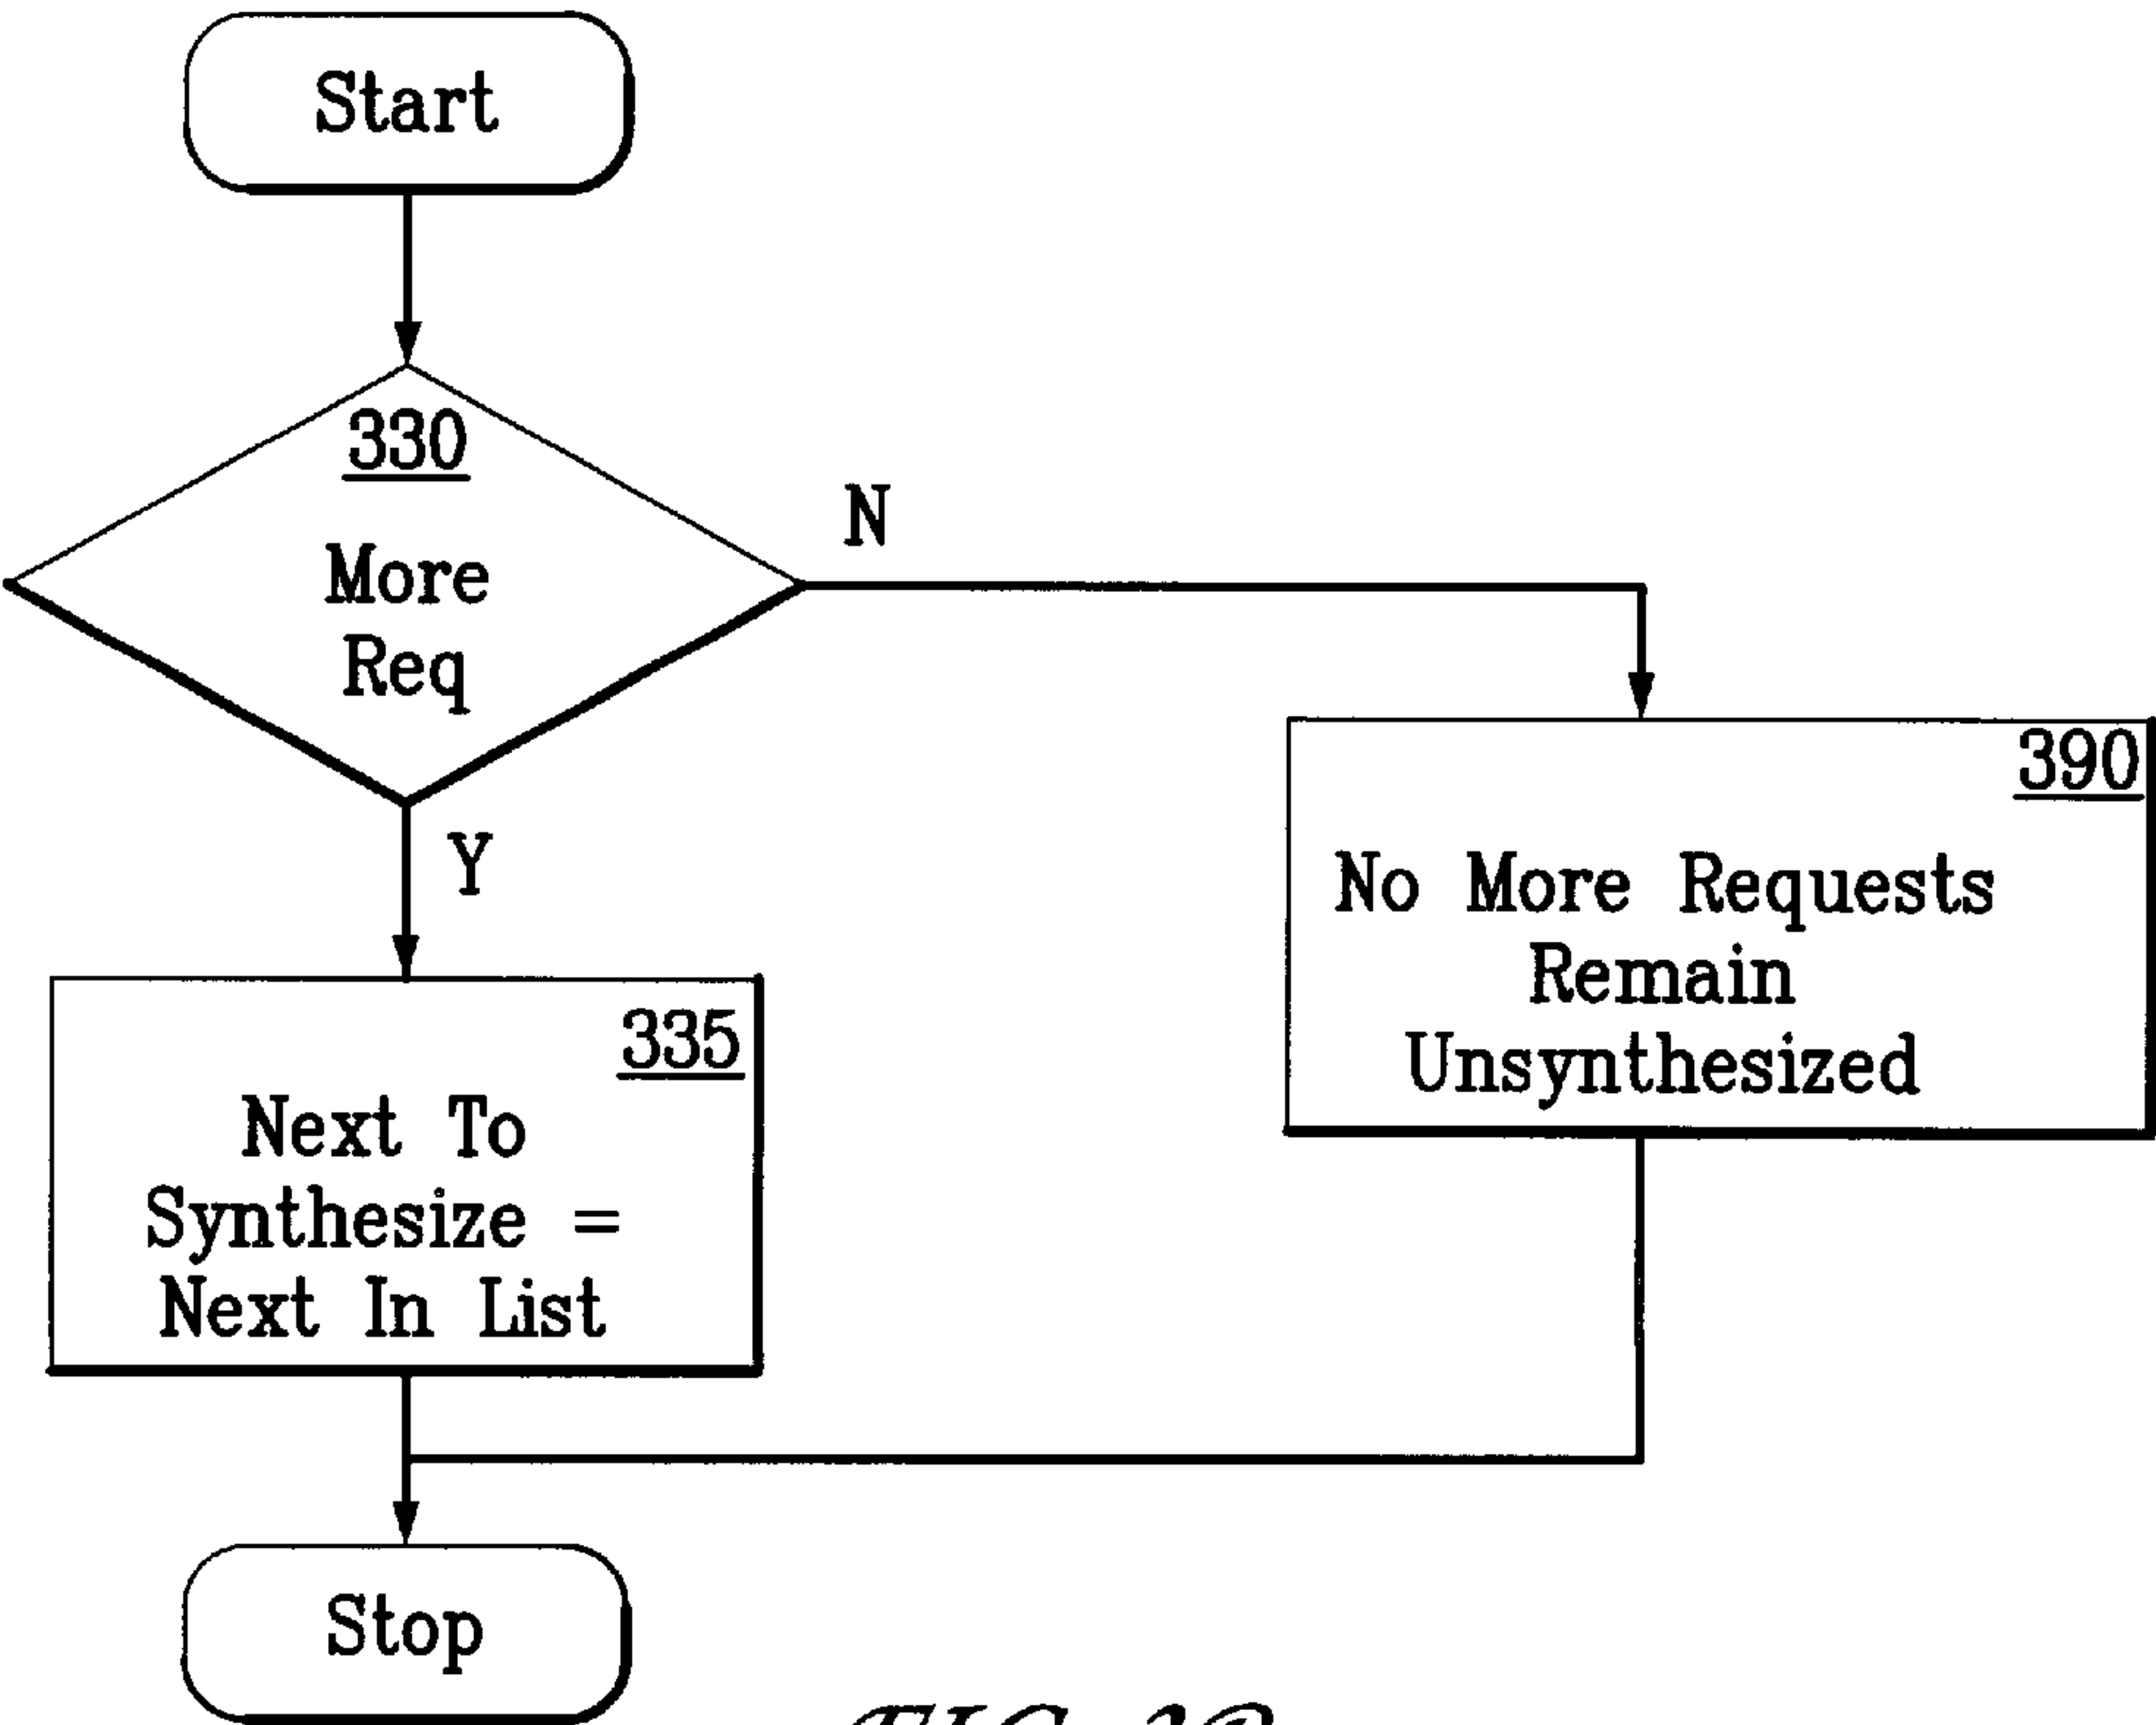 Start
330
More
Req
N
Y
390
No More Requests
Remain
Unsynthesized
335
Next To
Synthesize =
Next In List
Stop